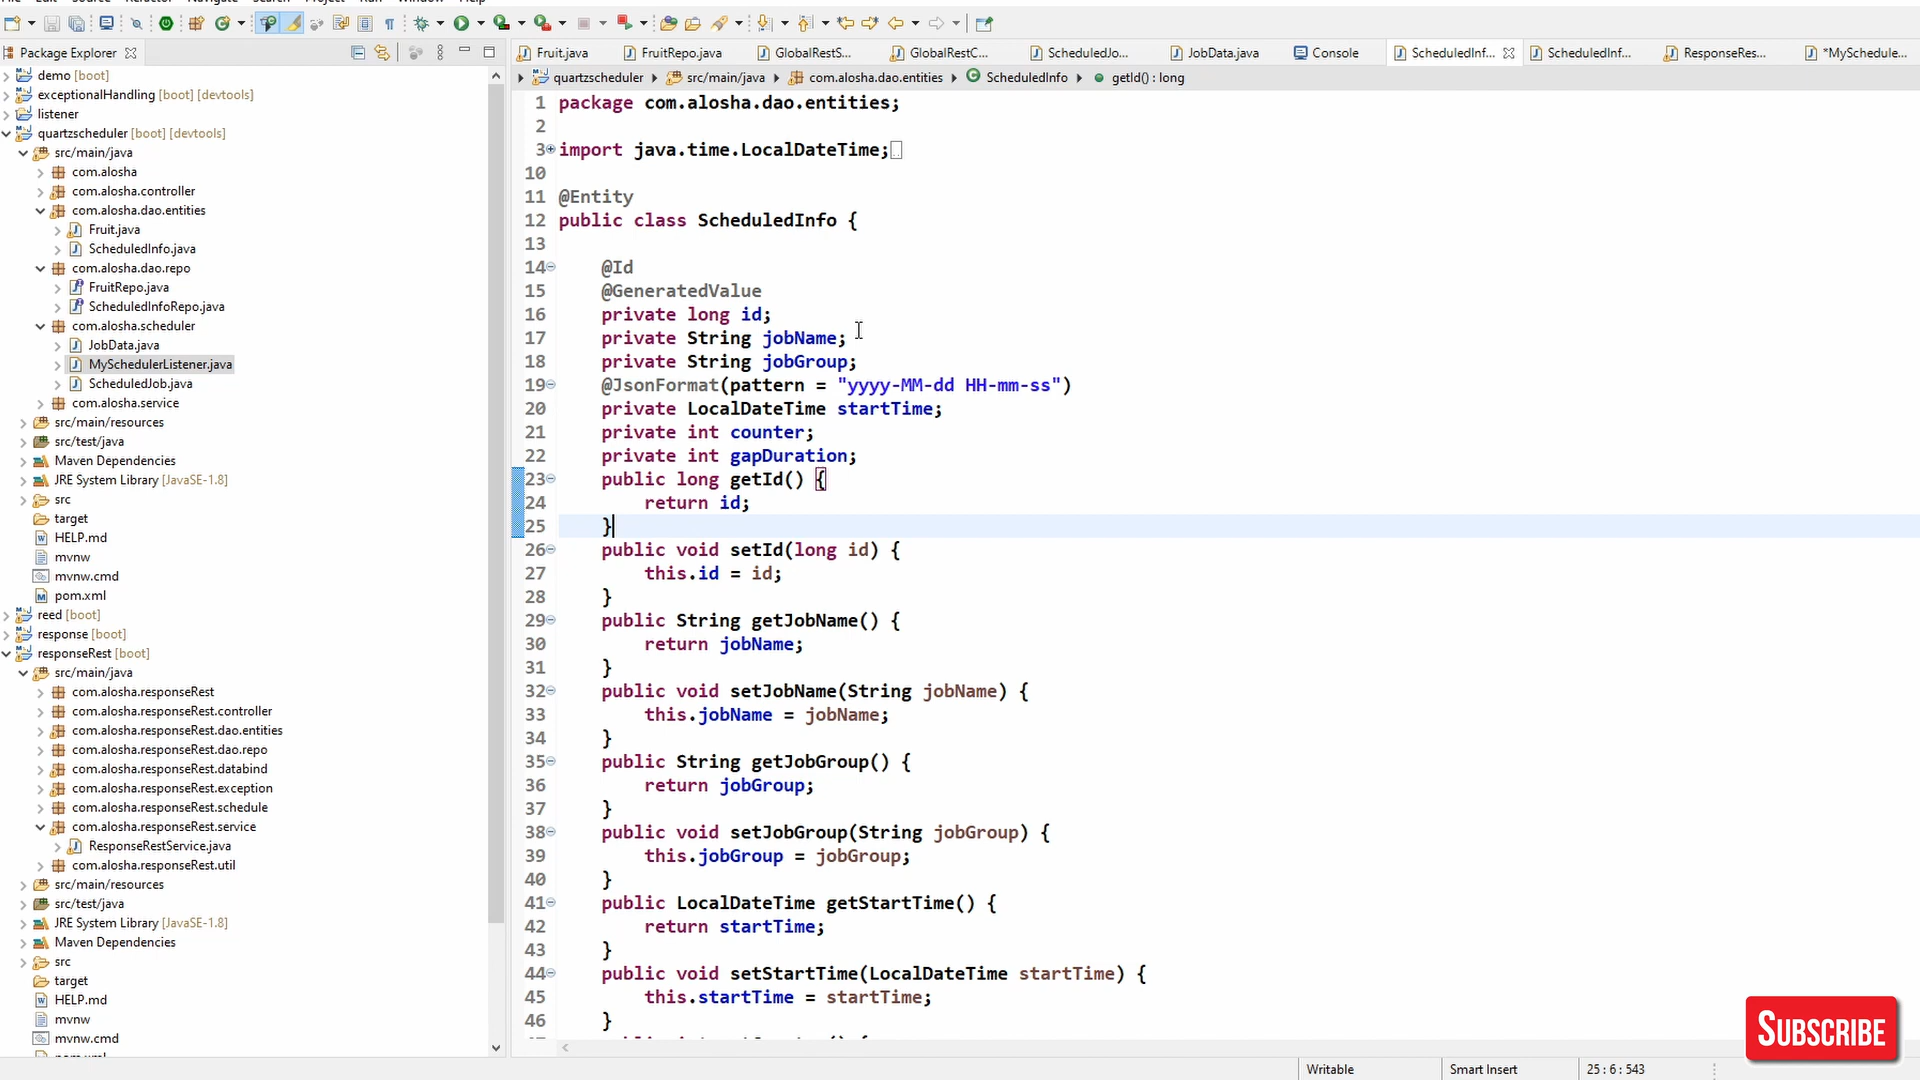 Package Explorer
demo [boot]
exceptionalHandling [boot] [devtools]
listener
quartzscheduler [boot] [devtools]
src/main/java
com.alosha
com.alosha.controller
com.alosha.dao.entities
Fruit.java
ScheduledInfo.java
com.alosha.dao.repo
FruitRepo.java
ScheduledInfoRepo.java
com.alosha.scheduler
JobData.java
MySchedulerListener.java
ScheduledJob.java
com.alosha.service
src/main/resources
src/test/java
Maven Dependencies
JRE System Library [JavaSE-1.8]
src
target
HELP.md
mvnw
mvnw.cmd
pom.xml
reed [boot]
response [boot]
responseRest [boot]
src/main/java
com.alosha.responseRest
com.alosha.responseRest.controller
com.alosha.responseRest.dao.entities
com.alosha.responseRest.dao.repo
com.alosha.responseRest.databind
com.alosha.responseRest.exception
com.alosha.responseRest.schedule
com.alosha.responseRest.service
ResponseRestService.java
com.alosha.responseRest.util
src/main/resources
src/test/java
JRE System Library [JavaSE-1.8]
Maven Dependencies
src
target
HELP.md
mvnw
mvnw.cmd
Fruit.java FruitRepo.java GlobalRestS... GlobalRestC... ScheduledJo... JobData.java Console ScheduledInf... ScheduledInf... ResponseRes... *MySchedule...
quartzscheduler src/main/java com.alosha.dao.entities ScheduledInfo getId() : long
1 package com.alosha.dao.entities;
2
3 import java.time.LocalDateTime;
10
11 @Entity
12 public class ScheduledInfo {
13
14 @Id
15 @GeneratedValue
16 private long id;
17 private String jobName;
18 private String jobGroup;
19 @JsonFormat(pattern = "yyyy-MM-dd HH-mm-ss")
20 private LocalDateTime startTime;
21 private int counter;
22 private int gapDuration;
23 public long getId() {
24 return id;
25 }
26 public void setId(long id) {
27 this.id = id;
28 }
29 public String getJobName() {
30 return jobName;
31 }
32 public void setJobName(String jobName) {
33 this.jobName = jobName;
34 }
35 public String getJobGroup() {
36 return jobGroup;
37 }
38 public void setJobGroup(String jobGroup) {
39 this.jobGroup = jobGroup;
40 }
41 public LocalDateTime getStartTime() {
42 return startTime;
43 }
44 public void setStartTime(LocalDateTime startTime) {
45 this.startTime = startTime;
46 }
SUBSCRIBE
Writable Smart Insert 25 : 6 : 543